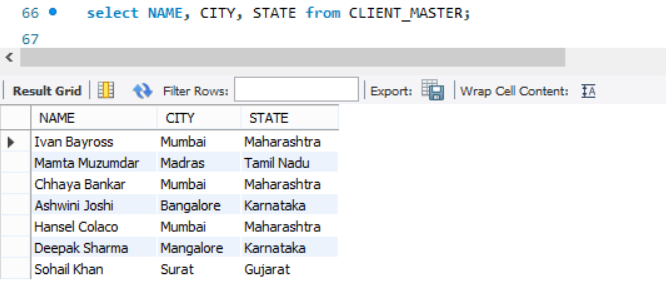 66 select NAME, CITY, STATE from CLIENT_MASTER;
67
Result Grid Filter Rows: Export: Wrap Cell Content: IA
NAME CITY STATE
Ivan Bayross Mumbai Maharashtra
Mamta Muzumdar Madras Tamil Nadu
Chhaya Bankar Mumbai Maharashtra
Ashwini Joshi Bangalore Karnataka
Hansel Colaco Mumbai Maharashtra
Deepak Sharma Mangalore Karnataka
Sohail Khan Surat Gujarat